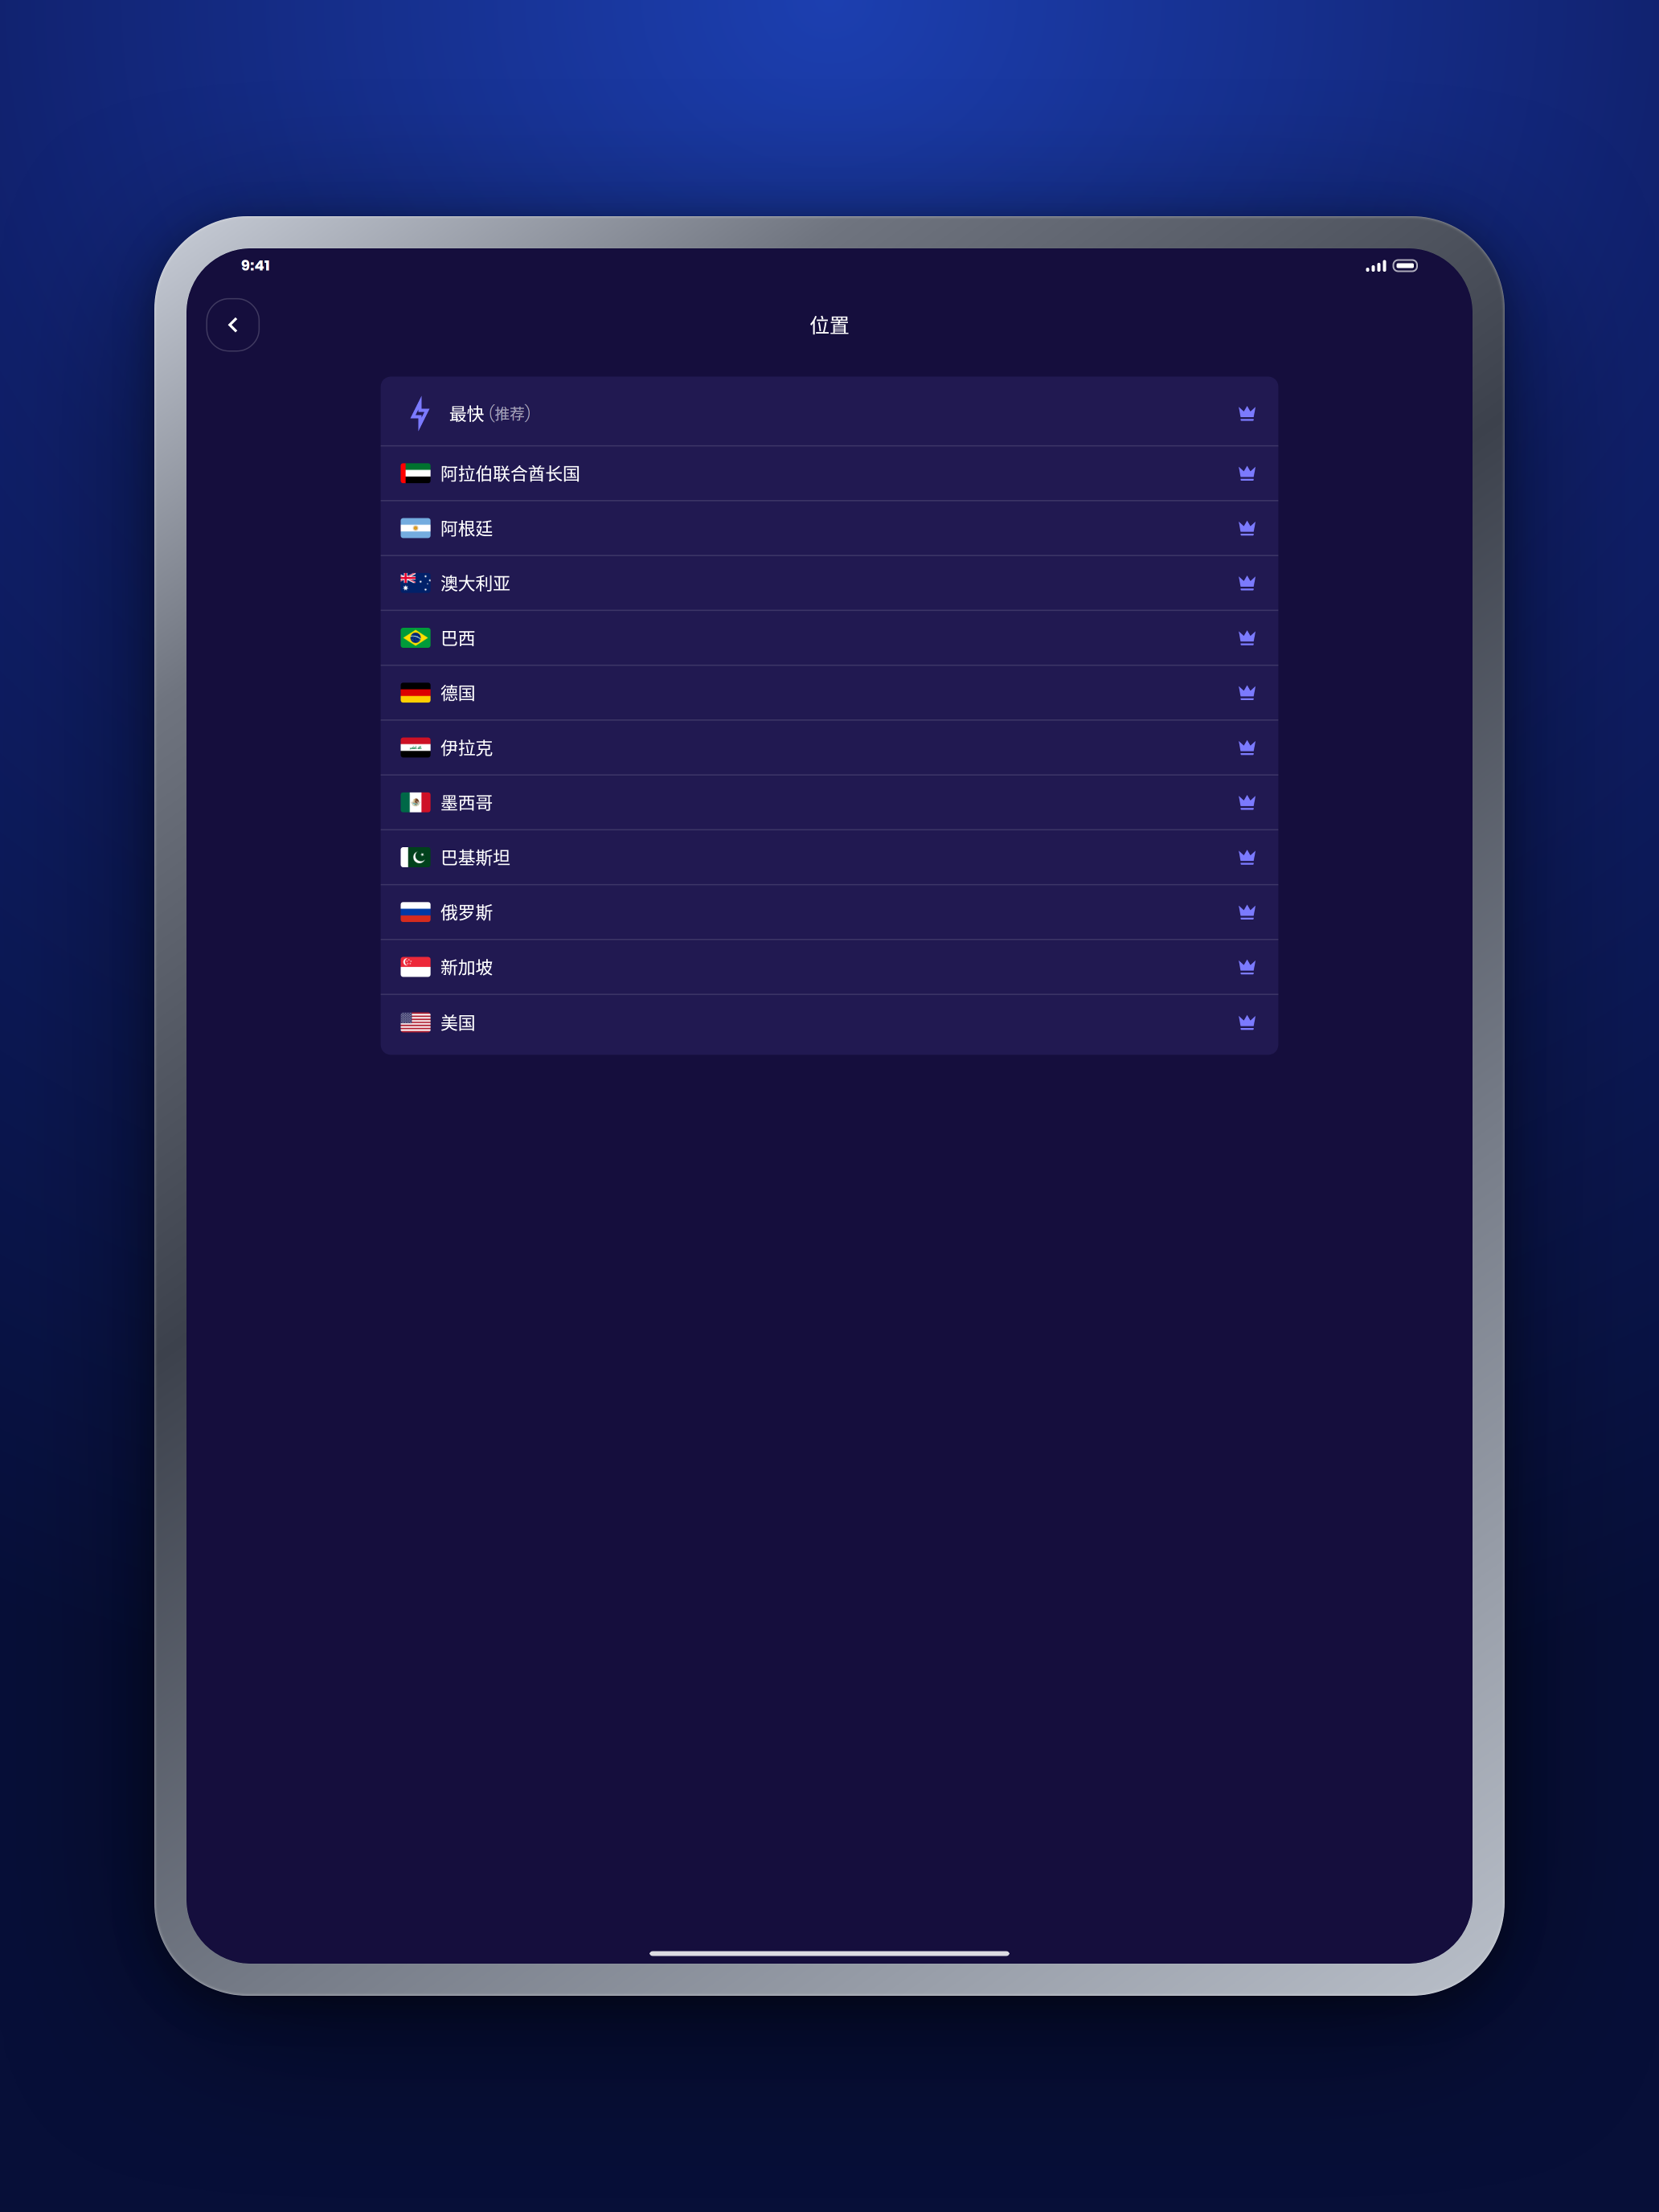 9:41
位置
最快 (推荐)
阿拉伯联合酋长国
阿根廷
澳大利亚
巴西
德国
伊拉克
墨西哥
巴基斯坦
俄罗斯
新加坡
美国